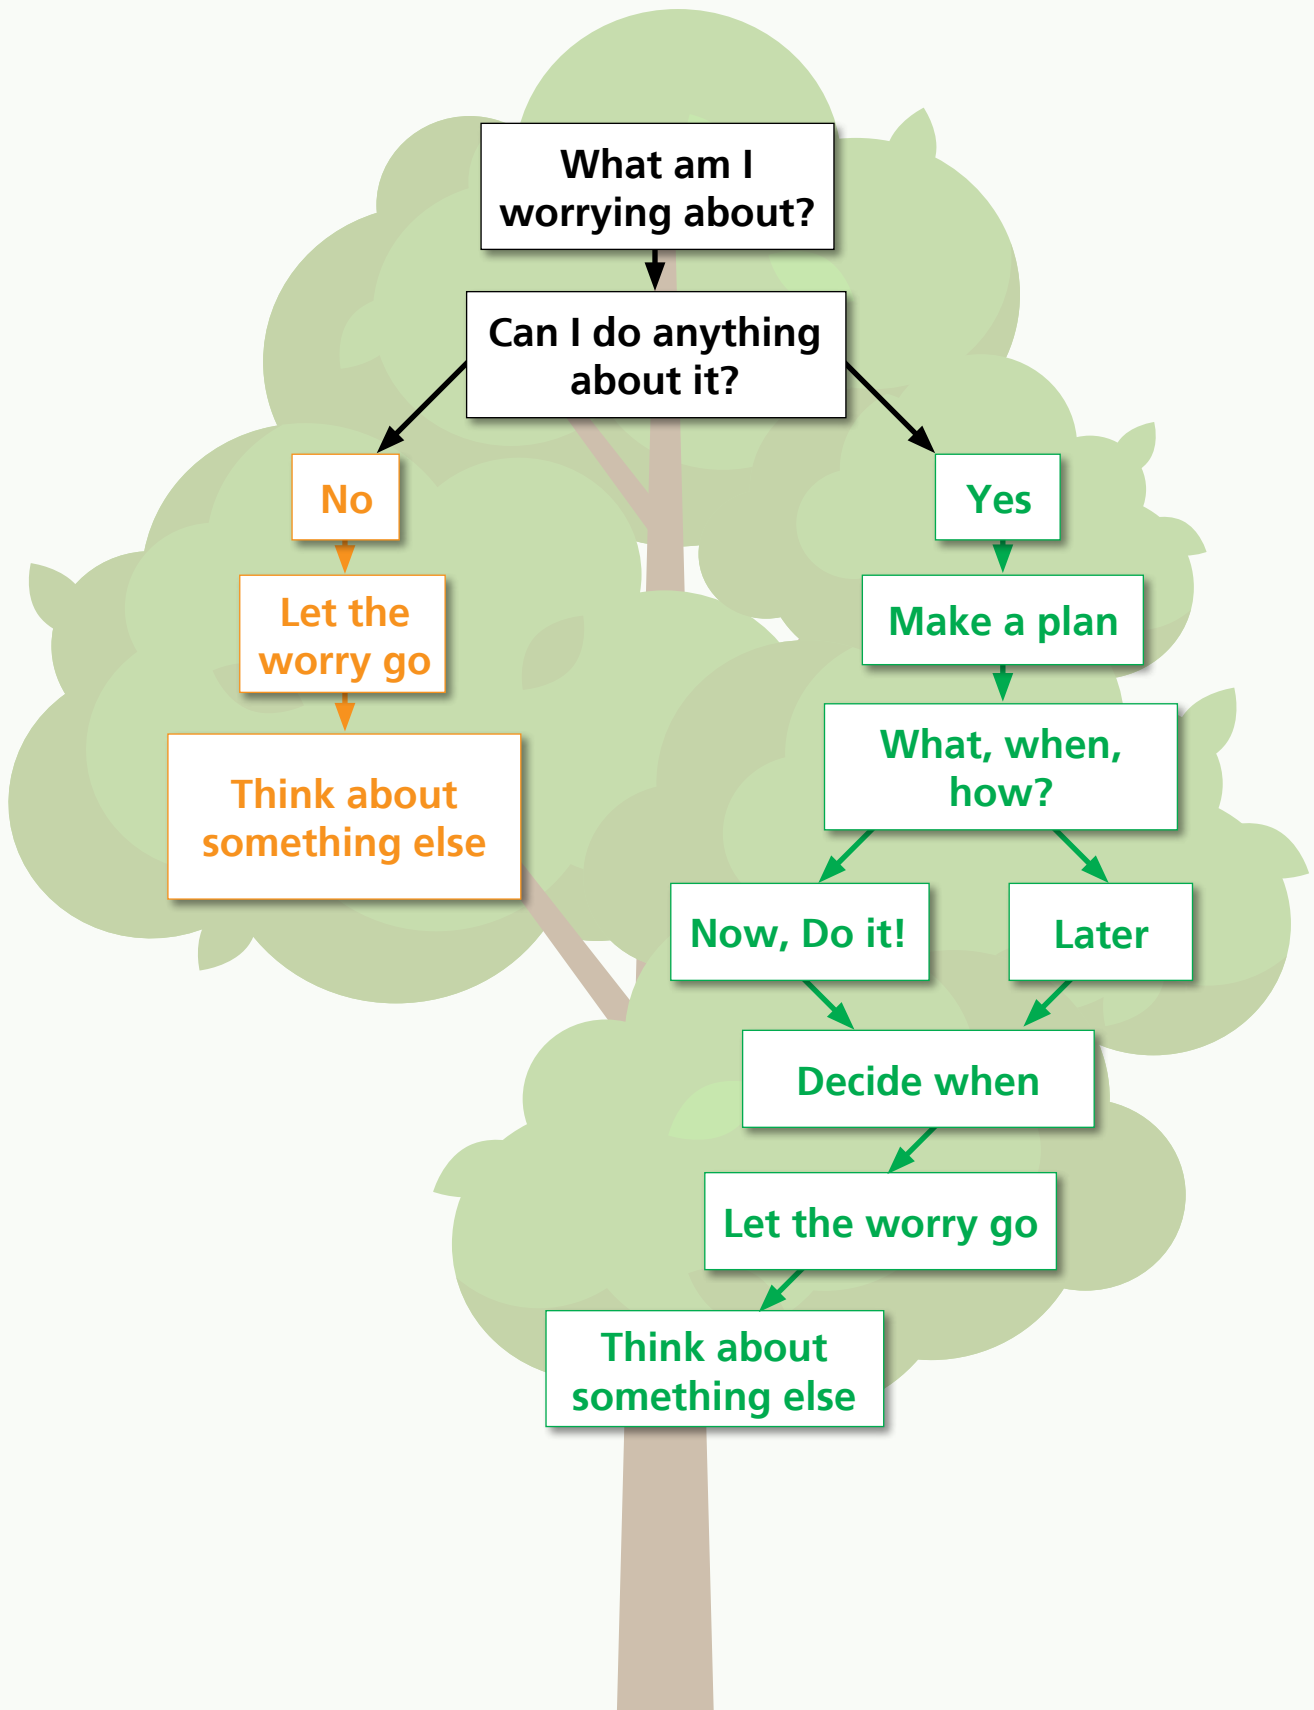 What am I
worrying about?
Can I do anything
about it?
No
Let the
worry go
Think about
something else
Yes
Make a plan
What, when,
how?
Now, Do it!
Later
Decide when
Let the worry go
Think about
something else